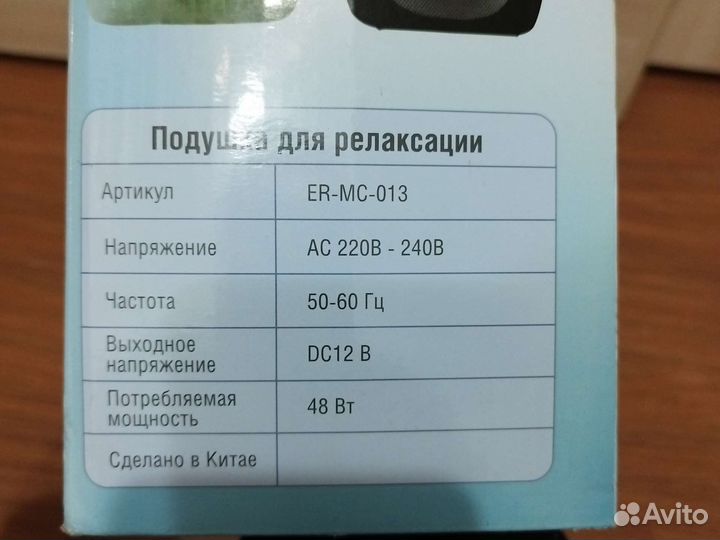 Подушка для релаксации
Артикул ER-MC-013
Напряжение AC 220В - 240В
Частота 50-60 Гц
Выходное
напряжение DC12 В
Потребляемая
мощность 48 Вт
Сделано в Китае
Avito